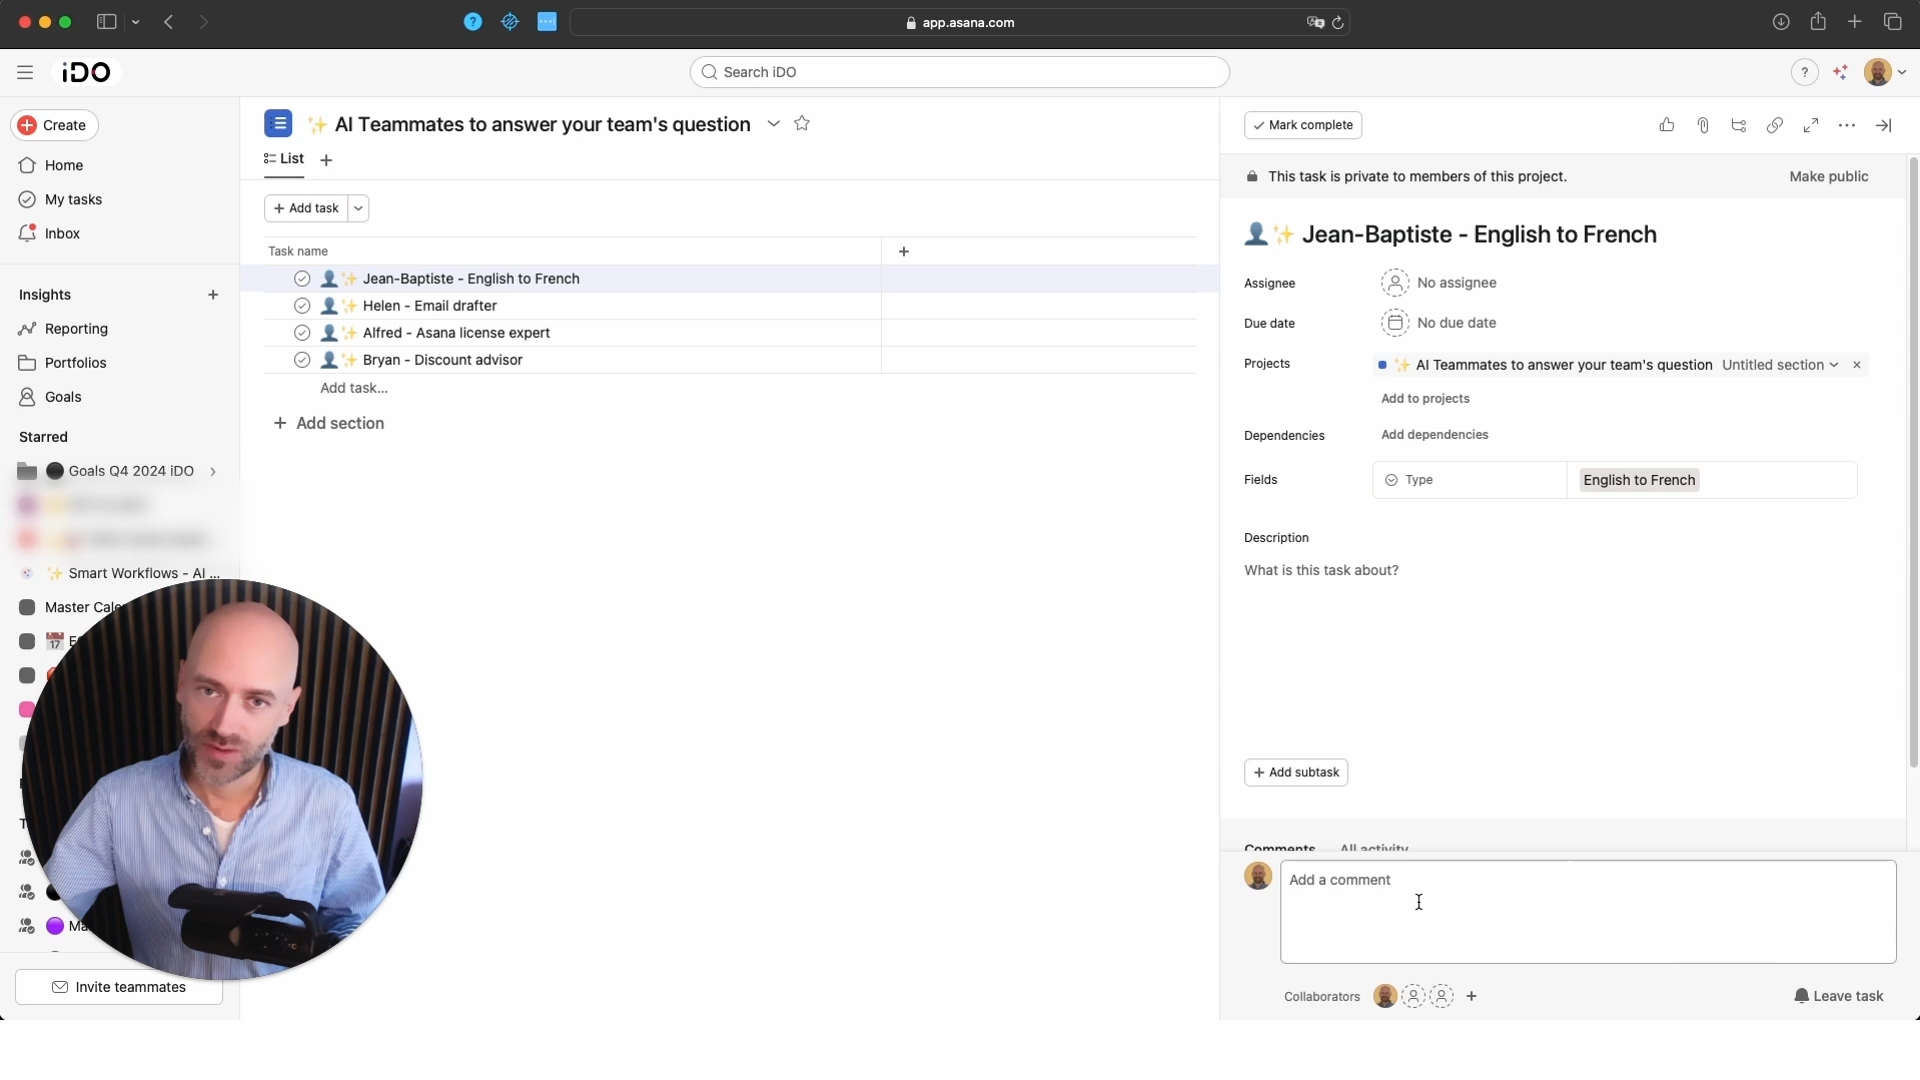 app.asana.com
iDO
Search iDO
?
Create
Home
My tasks
Inbox
Insights
Reporting
Portfolios
Goals
Starred
Goals Q4 2024 iDO
Smart Workflows - AI ...
Invite teammates
AI Teammates to answer your team's question
List
Add task
Task name
Jean-Baptiste - English to French
Helen - Email drafter
Alfred - Asana license expert
Bryan - Discount advisor
Add task...
Add section
Mark complete
This task is private to members of this project.
Make public
Jean-Baptiste - English to French
Assignee
No assignee
Due date
No due date
Projects
AI Teammates to answer your team's question
Untitled section
Add to projects
Dependencies
Add dependencies
Fields
Type
English to French
Description
What is this task about?
Add subtask
Comments
All activity
Add a comment
Collaborators
Leave task